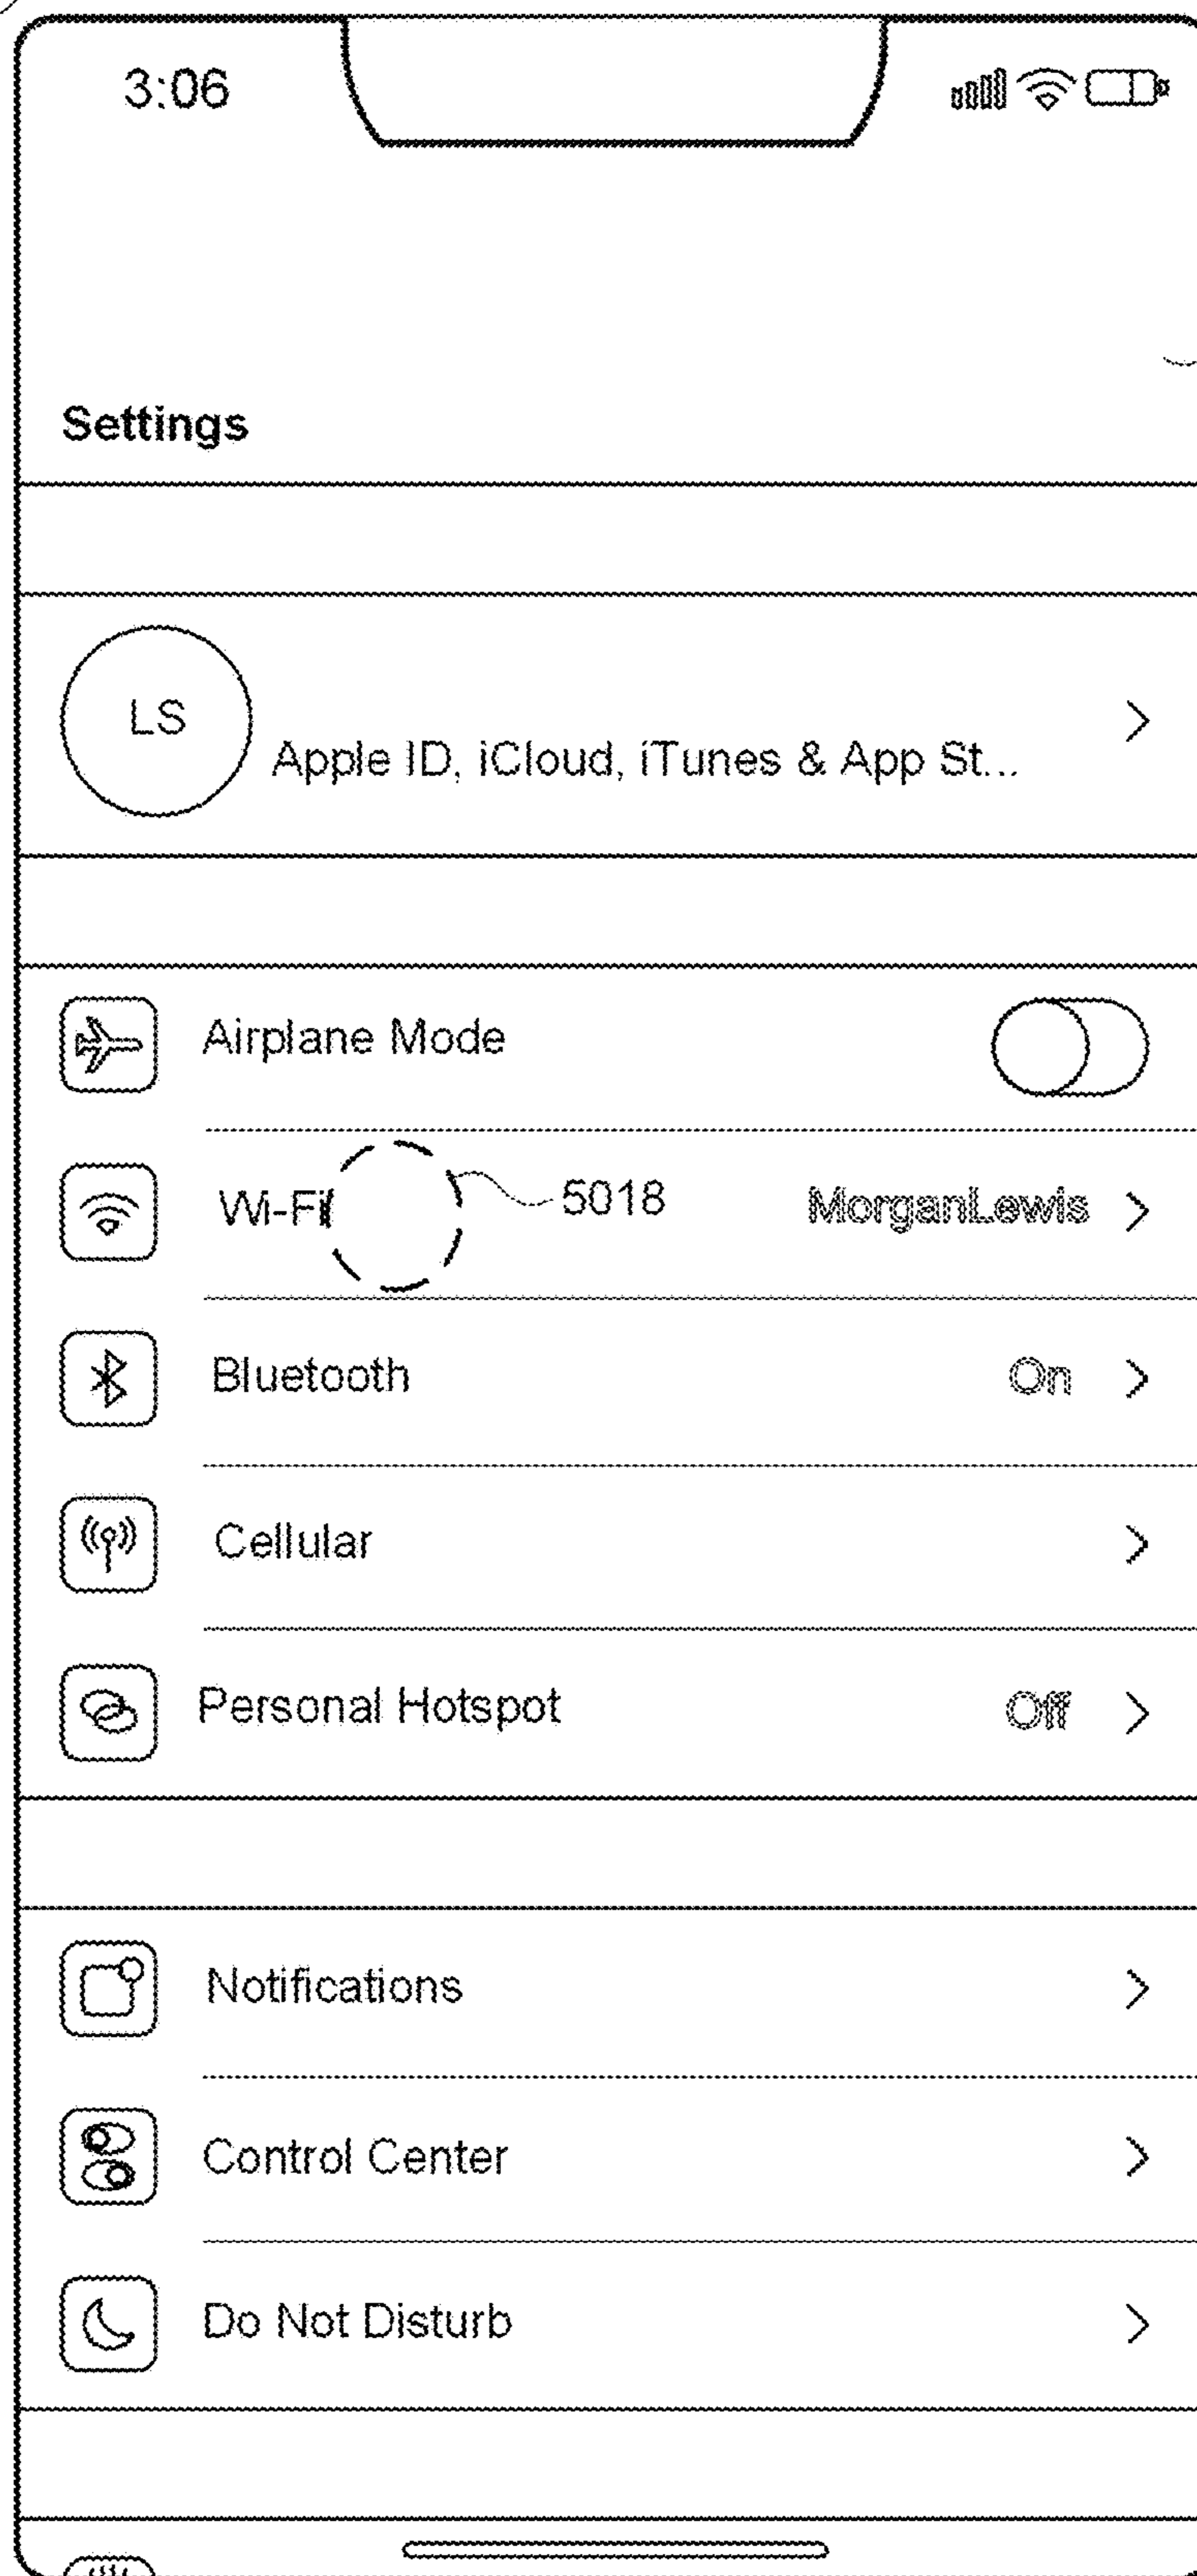 3:06
Settings
LS
Apple ID, iCloud, iTunes & App St...
Airplane Mode
Wi-Fi 5018 MorganLewis
Bluetooth On
Cellular
Personal Hotspot Off
Notifications
Control Center
Do Not Disturb